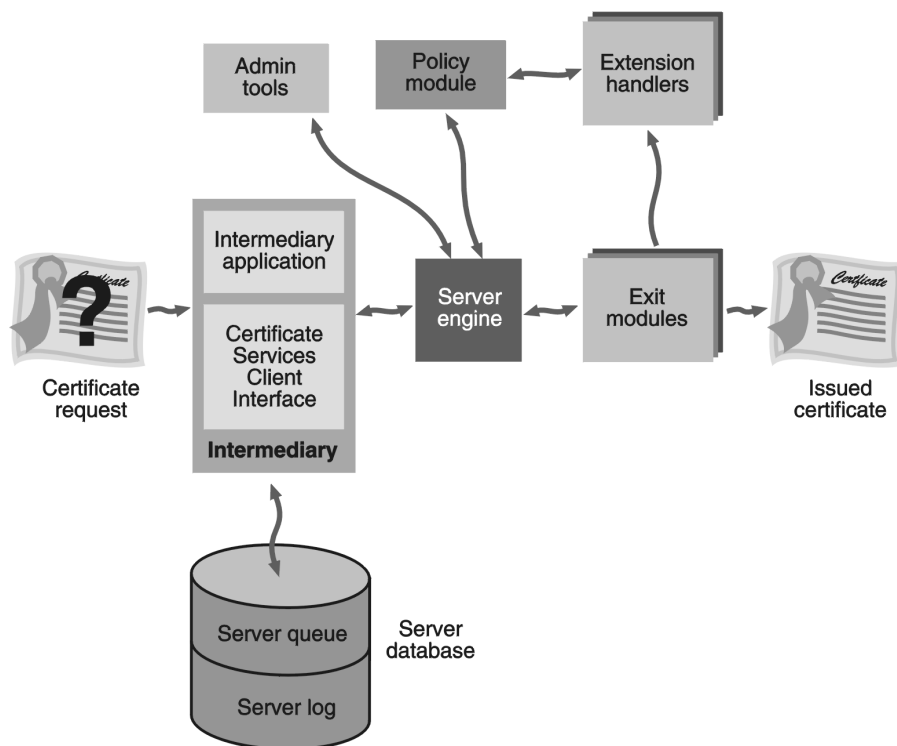 Admin
tools
Policy
module
Extension
handlers
Intermediary
application
Certificate
Services
Client
Interface
Intermediary
Server
engine
Exit
modules
Certificate
Certificate
request
Certificate
Issued
certificate
Server queue
Server log
Server
database